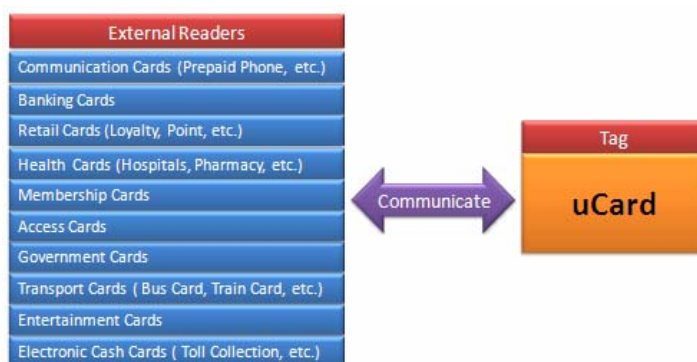 External Readers
Communication Cards (Prepaid Phone, etc.)
Banking Cards
Retail Cards (Loyalty, Point, etc.)
Health Cards (Hospitals, Pharmacy, etc.)
Membership Cards
Access Cards
Government Cards
Transport Cards ( Bus Card, Train Card, etc.)
Entertainment Cards
Electronic Cash Cards ( Toll Collection, etc.)
Communicate
Tag
uCard